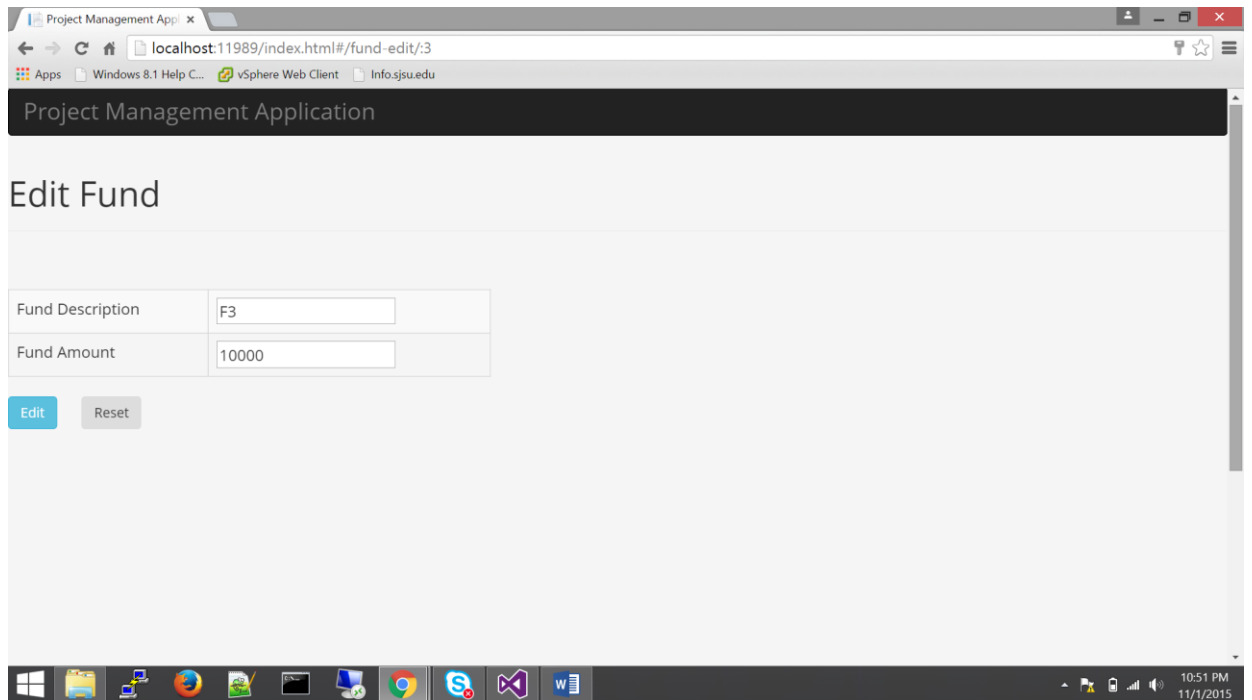 Project Management Appl
localhost:11989/index.html#/fund-edit/:3
Apps Windows 8.1 Help C... vSphere Web Client Info.sjsu.edu
Project Management Application
Edit Fund
Fund Description F3
Fund Amount 10000
Edit Reset
10:51 PM
11/1/2015